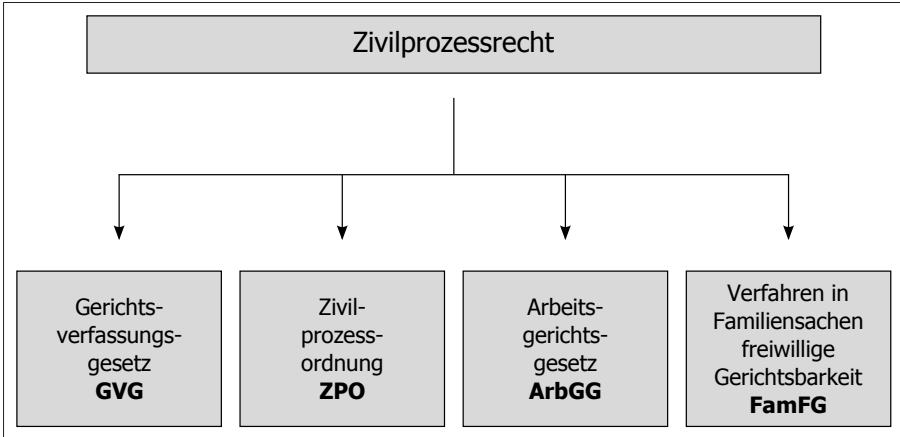 Zivilprozessrecht
Gerichts-
verfassungs-
gesetz
GVG
Zivil-
prozess-
ordnung
ZPO
Arbeits-
gerichts-
gesetz
ArbGG
Verfahren in
Familiensachen
freiwillige
Gerichtsbarkeit
FamFG